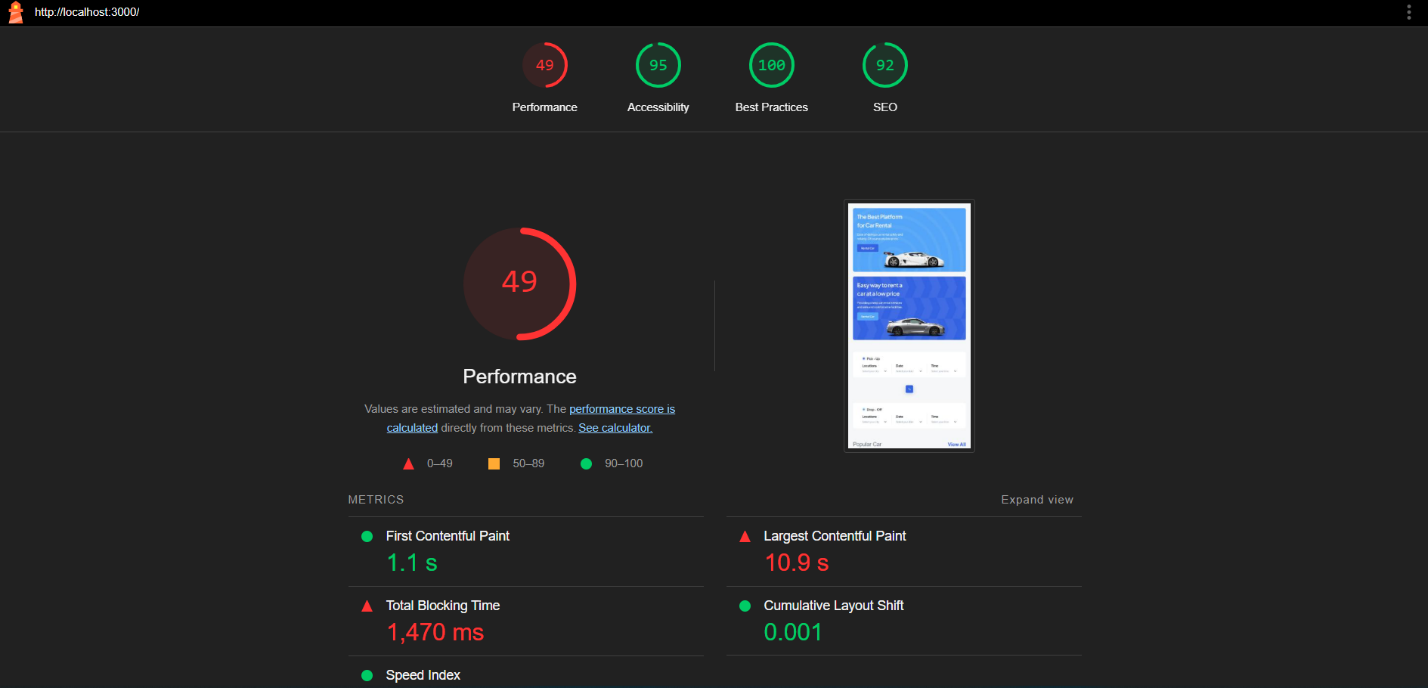 http://localhost:3000/
49
95
100
92
Performance
Accessibility
Best Practices
SEO
49
Performance
Values are estimated and may vary. The performance score is
calculated directly from these metrics. See calculator.
0–49
50–89
90–100
The Best Platform
for Car Rental
Easy way to rent a
car at a low price
Popular Car
View All
METRICS
Expand view
First Contentful Paint
1.1 s
Largest Contentful Paint
10.9 s
Total Blocking Time
1,470 ms
Cumulative Layout Shift
0.001
Speed Index